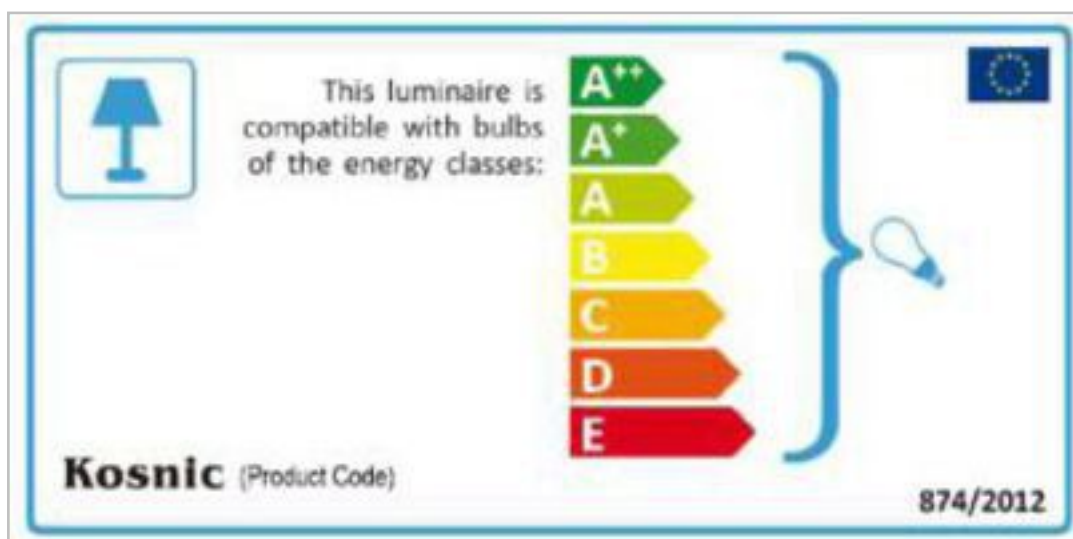 This luminaire is
compatible with bulbs
of the energy classes:
A++
A+
A
B
C
D
E
Kosnic (Product Code)
874/2012